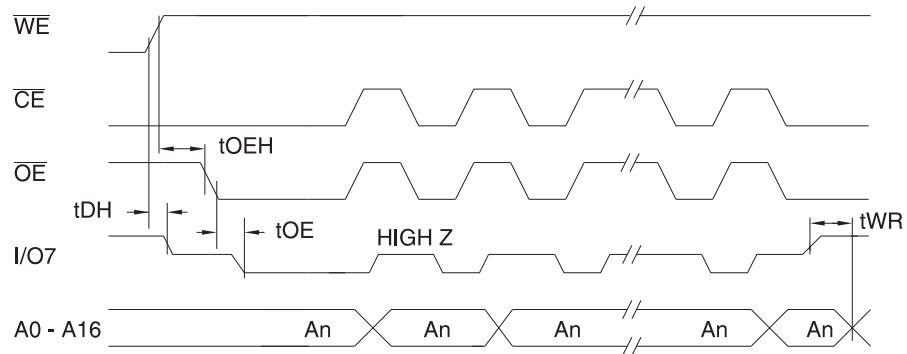 WE
CE
tOEH
OE
tDH
tOE
tWR
HIGH Z
I/O7
A0 - A16 An An An An An